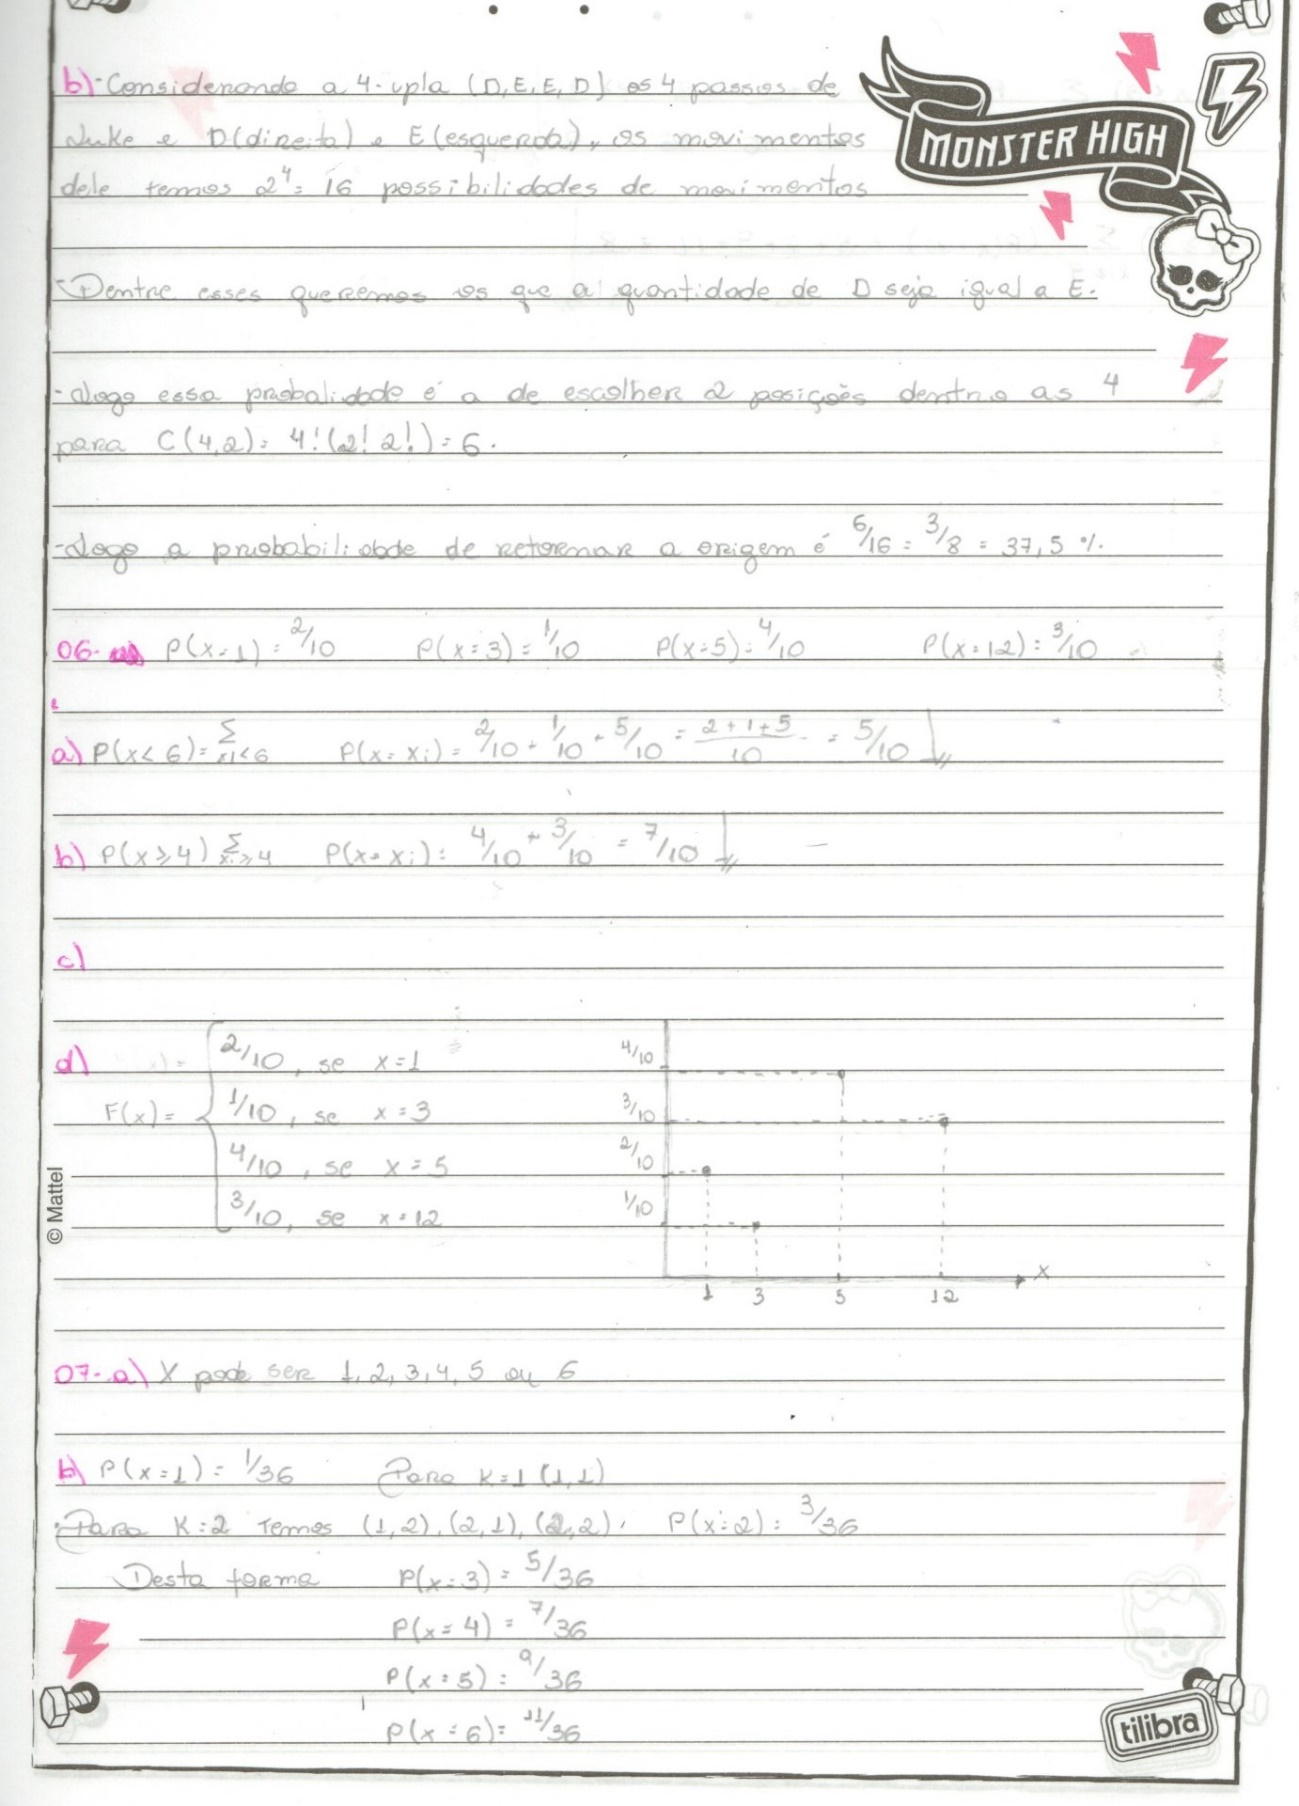 MONSTER HIGH
b)-Considerando a 4-upla (D,E,E,D) os 4 passos de
Luke e D(direita) e E(esquerda), os movimentos
dele temos 2⁴= 16 possibilidades de movimentos
-Dentre esses queremos os que a quantidade de D seja igual a E.
-Logo essa probalidade é a de escolher 2 posições dentro as 4
para C(4,2)= 4!(2! 2!)=6.
-Logo a probabilidade de retornar a origem é 6/16 = 3/8 = 37,5 %.
06- P(x=1)=2/10 P(x=3)=1/10 P(x=5)=4/10 P(x=12)=3/10
a) P(x<6)= Σ xi<6 P(x=xi)= 2/10 + 1/10 + 5/10 = 2+1+5/10 = 5/10
b) P(x≥4) Σ xi≥4 P(x=xi)= 4/10 + 3/10 = 7/10
c)
d)
F(x)= { 2/10, se x=1
1/10, se x=3
4/10, se x=5
3/10, se x=12
4/10
3/10
2/10
1/10
x
1 3 5 12
© Mattel
07-a) X pode ser 1,2,3,4,5 ou 6
b) P(x=1)= 1/36 Para K=1 (1,1)
-Para K=2 temos (1,2),(2,1),(2,2), P(x=2)= 3/36
Desta forma P(x=3)= 5/36
P(x=4)= 7/36
P(x=5)= 9/36
P(x=6)= 11/36
tilibra